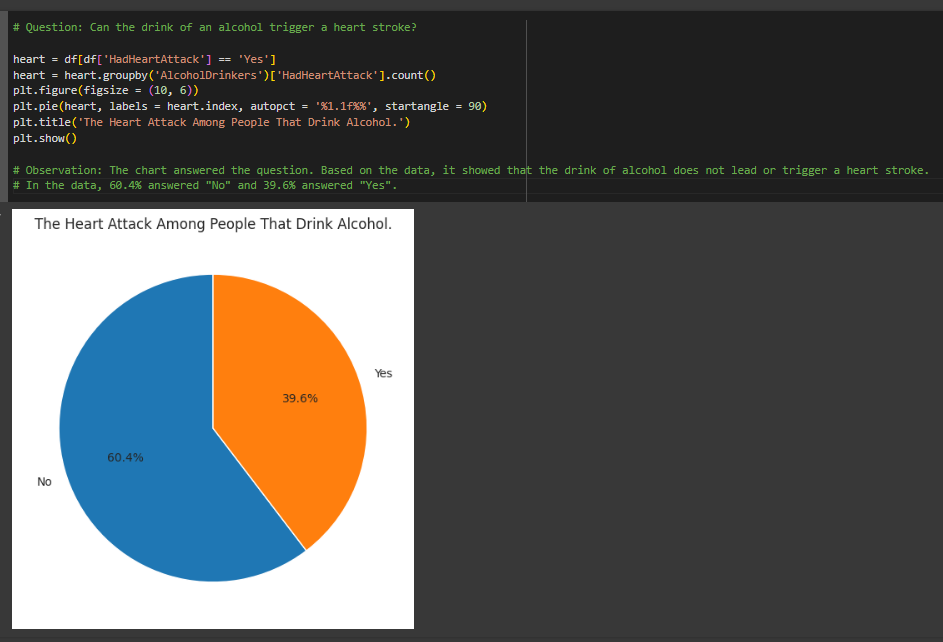 # Question: Can the drink of an alcohol trigger a heart stroke?
heart = df[df['HadHeartAttack'] == 'Yes']
heart = heart.groupby('AlcoholDrinkers')['HadHeartAttack'].count()
plt.figure(figsize = (10, 6))
plt.pie(heart, labels = heart.index, autopct = '%1.1f%%', startangle = 90)
plt.title('The Heart Attack Among People That Drink Alcohol.')
plt.show()
# Observation: The chart answered the question. Based on the data, it showed that the drink of alcohol does not lead or trigger a heart stroke.
# In the data, 60.4% answered "No" and 39.6% answered "Yes".
The Heart Attack Among People That Drink Alcohol.
Yes
39.6%
60.4%
No